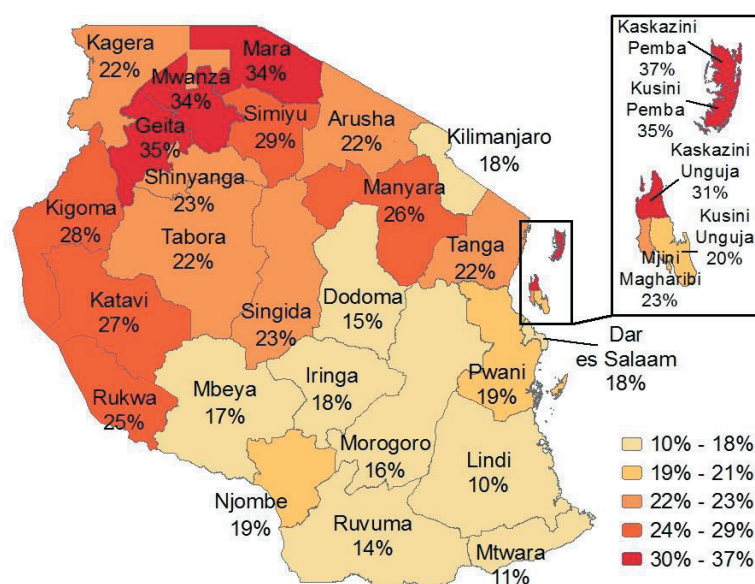 Kagera
22%
Mara
34%
Mwanza
34%
Geita
35%
Simiyu
29%
Arusha
22%
Kilimanjaro
18%
Shinyanga
23%
Kigoma
28%
Tabora
22%
Manyara
26%
Tanga
22%
Katavi
27%
Singida
23%
Dodoma
15%
Rukwa
25%
Mbeya
17%
Iringa
18%
Morogoro
16%
Pwani
19%
Dar
es Salaam
18%
Njombe
19%
Ruvuma
14%
Lindi
10%
Mtwara
11%
Kaskazini
Pemba
37%
Kusini
Pemba
35%
Kaskazini
Unguja
31%
Kusini
Unguja
20%
Mjini
Magharibi
23%
10% - 18%
19% - 21%
22% - 23%
24% - 29%
30% - 37%